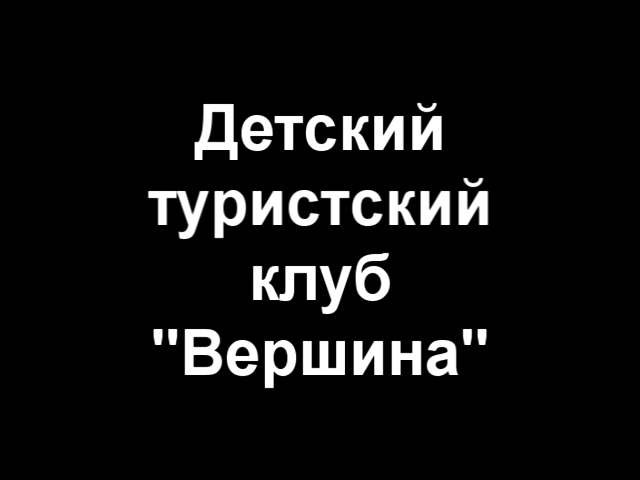 Детский
туристский
клуб
"Вершина"